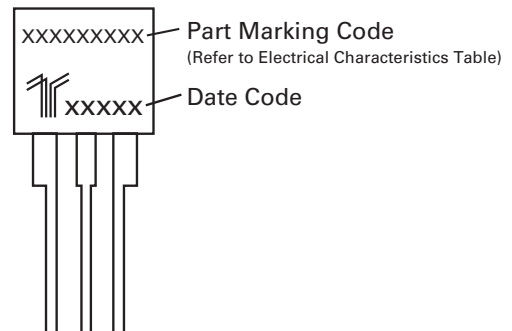 xxxxxxxxx
Part Marking Code
(Refer to Electrical Characteristics Table)
xxxxx
Date Code